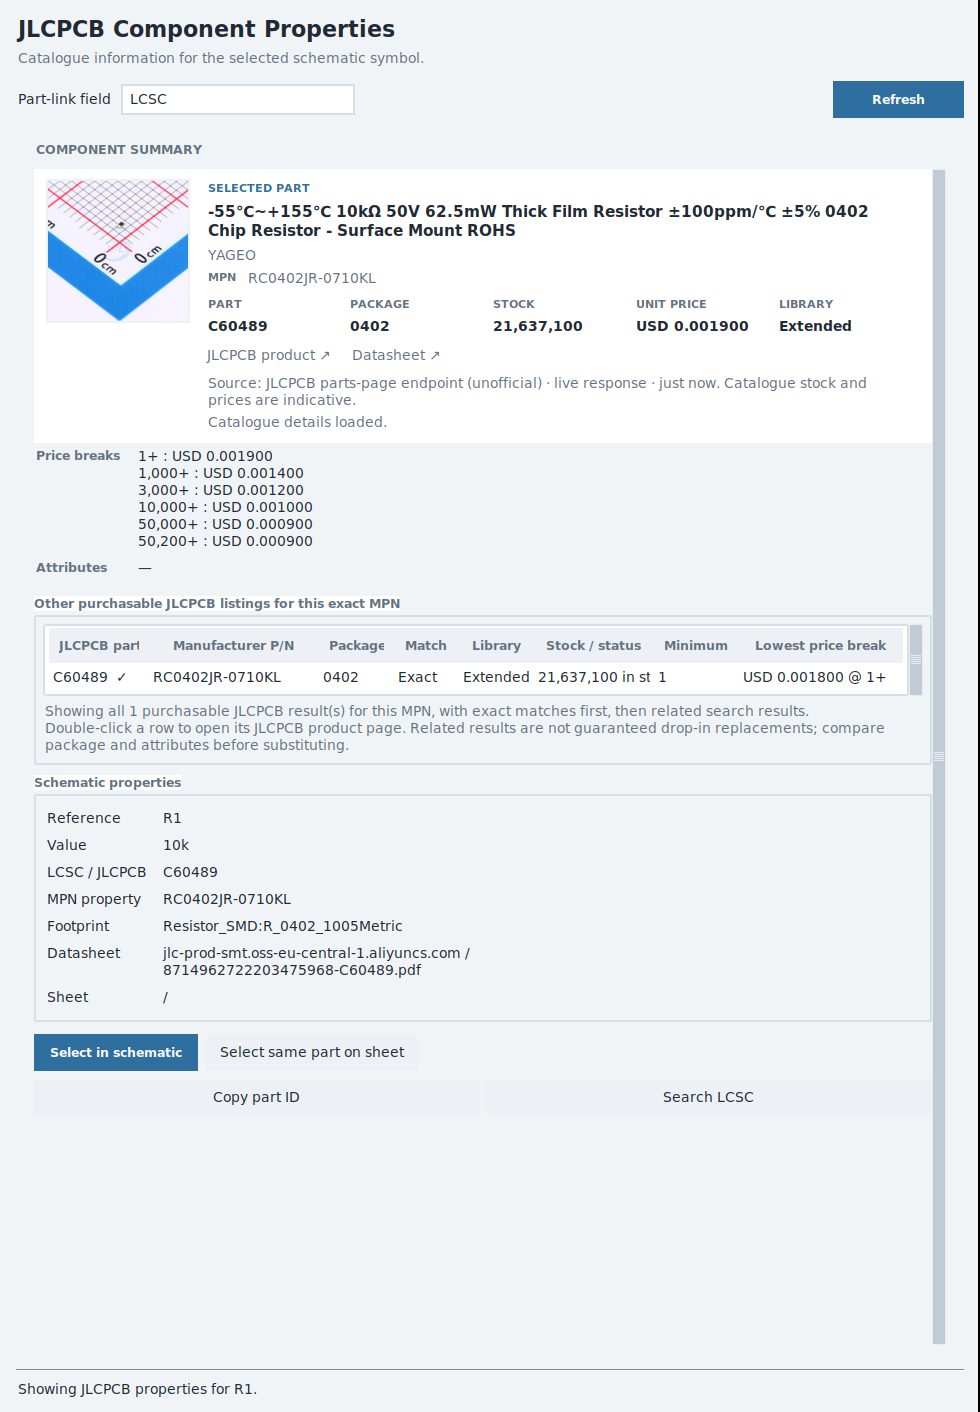 JLCPCB Component Properties
Catalogue information for the selected schematic symbol.
Part-link field LCSC Refresh
COMPONENT SUMMARY
0cm 0cm
SELECTED PART
-55℃~+155℃ 10kΩ 50V 62.5mW Thick Film Resistor ±100ppm/℃ ±5% 0402
Chip Resistor - Surface Mount ROHS
YAGEO
MPN RC0402JR-0710KL
PART PACKAGE STOCK UNIT PRICE LIBRARY
C60489 0402 21,637,100 USD 0.001900 Extended
JLCPCB product ↗ Datasheet ↗
Source: JLCPCB parts-page endpoint (unofficial) · live response · just now. Catalogue stock and
prices are indicative.
Catalogue details loaded.
Price breaks 1+ : USD 0.001900
1,000+ : USD 0.001400
3,000+ : USD 0.001200
10,000+ : USD 0.001000
50,000+ : USD 0.000900
50,200+ : USD 0.000900
Attributes —
Other purchasable JLCPCB listings for this exact MPN
JLCPCB part Manufacturer P/N Package Match Library Stock / status Minimum Lowest price break
C60489 ✓ RC0402JR-0710KL 0402 Exact Extended 21,637,100 in st 1 USD 0.001800 @ 1+
Showing all 1 purchasable JLCPCB result(s) for this MPN, with exact matches first, then related search results.
Double-click a row to open its JLCPCB product page. Related results are not guaranteed drop-in replacements; compare
package and attributes before substituting.
Schematic properties
Reference R1
Value 10k
LCSC / JLCPCB C60489
MPN property RC0402JR-0710KL
Footprint Resistor_SMD:R_0402_1005Metric
Datasheet jlc-prod-smt.oss-eu-central-1.aliyuncs.com /
8714962722203475968-C60489.pdf
Sheet /
Select in schematic Select same part on sheet
Copy part ID Search LCSC
Showing JLCPCB properties for R1.